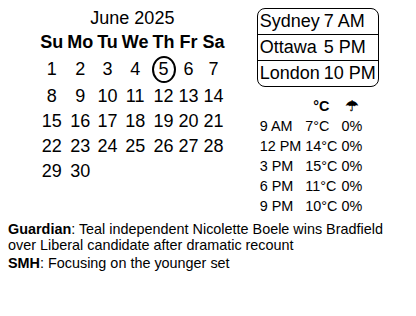 June 2025
Su Mo Tu We Th Fr Sa
1 2 3 4 5 6 7
8 9 10 11 12 13 14
15 16 17 18 19 20 21
22 23 24 25 26 27 28
29 30
Sydney 7 AM
Ottawa 5 PM
London 10 PM
°C ☂
9 AM 7°C 0%
12 PM 14°C 0%
3 PM 15°C 0%
6 PM 11°C 0%
9 PM 10°C 0%
Guardian: Teal independent Nicolette Boele wins Bradfield
over Liberal candidate after dramatic recount
SMH: Focusing on the younger set